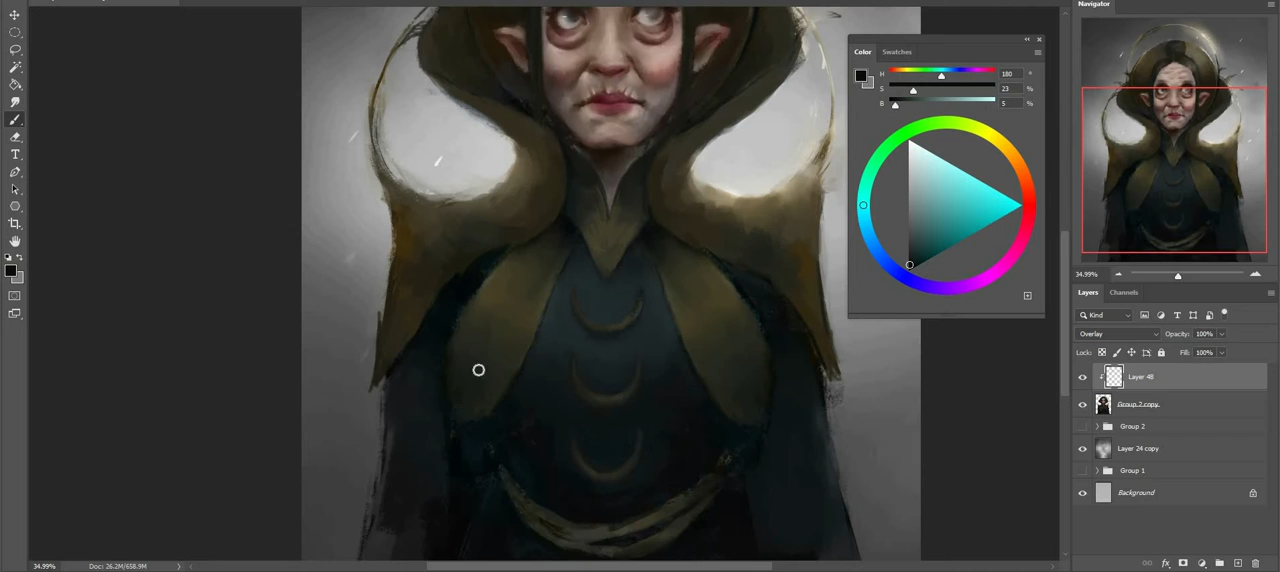 Color
Swatches
H 180 °
S 23 %
B 5 %
34.99%
Layers
Channels
Kind
Overlay
Opacity: 100%
Lock:
Fill: 100%
Layer 48
Group 2 copy
Group 2
Layer 24 copy
Group 1
Background
34.99%
Doc: 26.2M/658.9M
Navigator